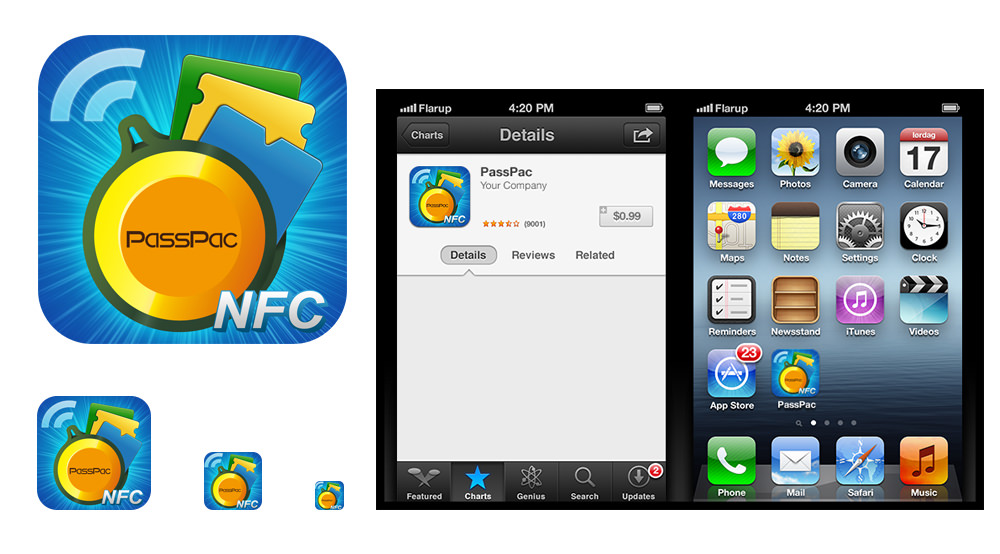 PassPac
NFC
PassPac
NFC
PassPac
NFC
NFC
Flarup
4:20 PM
Charts
Details
PassPac
NFC
PassPac
Your Company
(9001)
$0.99
Details
Reviews
Related
Featured
Charts
Genius
Search
2
Updates
Flarup
4:20 PM
Messages
Photos
Camera
lørdag
17
Calendar
280
Maps
Notes
Settings
Clock
Reminders
Newsstand
iTunes
Videos
23
App Store
NFC
PassPac
Phone
Mail
Safari
Music